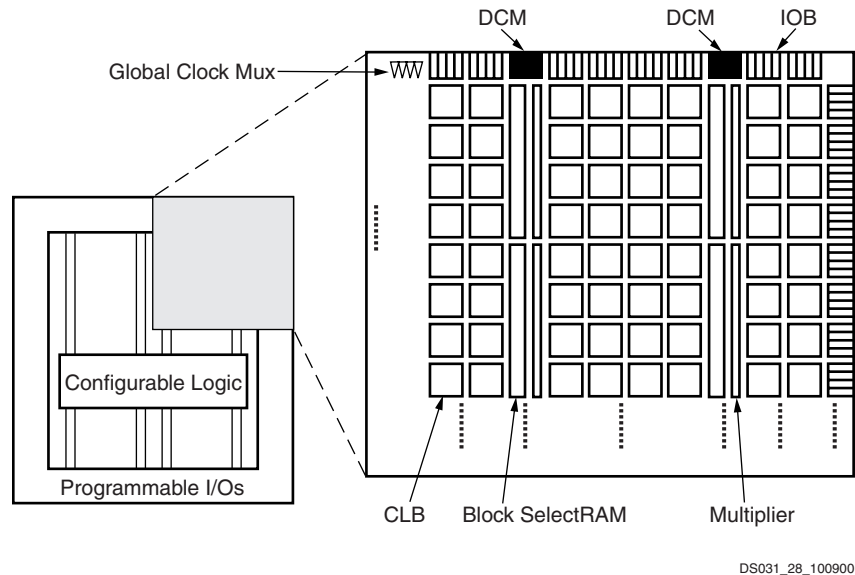 DCM
DCM
IOB
Global Clock Mux
Configurable Logic
Programmable I/Os
CLB
Block SelectRAM
Multiplier
DS031_28_100900